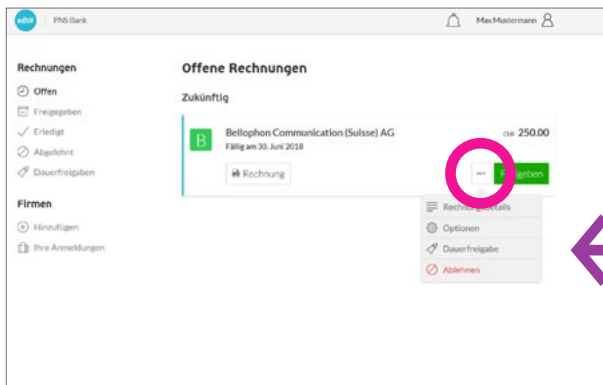 eBill PNS Bank Max Mustermann
Rechnungen
Offen
Freigegeben
Erledigt
Abgelehnt
Dauerfreigaben
Firmen
Hinzufügen
Ihre Anmeldungen
Offene Rechnungen
Zukünftig
B
Bellophon Communication (Suisse) AG CHF 250.00
Fällig am 30. Juni 2018
Rechnung
Rechnungsdetails
Optionen
Dauerfreigabe
Ablehnen